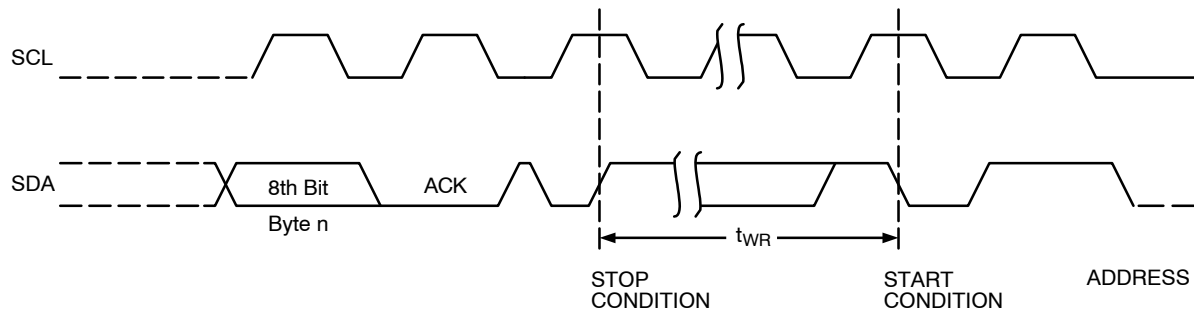 SCL
SDA
8th Bit
ACK
Byte n
tWR
STOP
CONDITION
START
CONDITION
ADDRESS